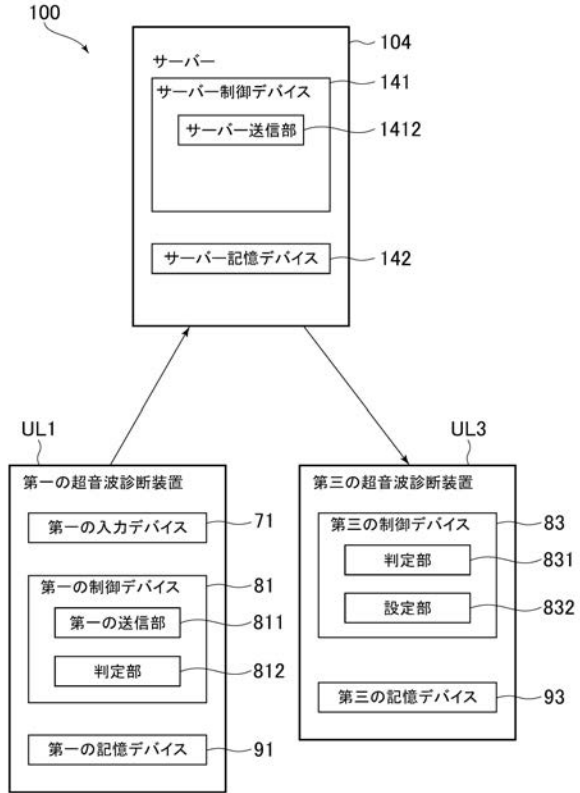 100
104
サーバー
サーバー制御デバイス
141
サーバー送信部
1412
サーバー記憶デバイス
142
UL1
第一の超音波診断装置
第一の入力デバイス
71
第一の制御デバイス
81
第一の送信部
811
判定部
812
第一の記憶デバイス
91
UL3
第三の超音波診断装置
第三の制御デバイス
83
判定部
831
設定部
832
第三の記憶デバイス
93